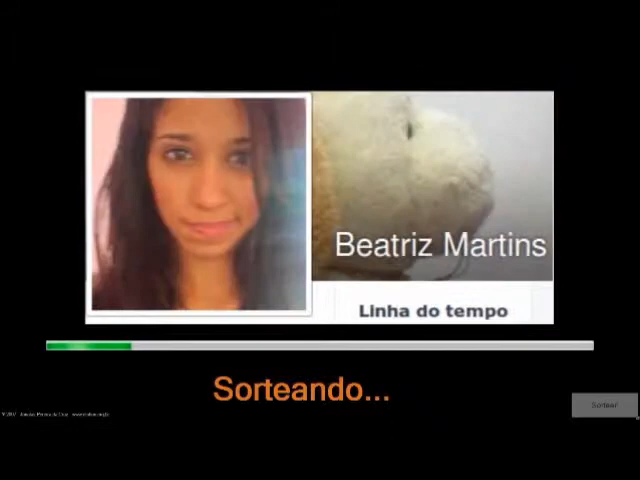 Beatriz Martins
Linha do tempo
Sorteando...
Sortear